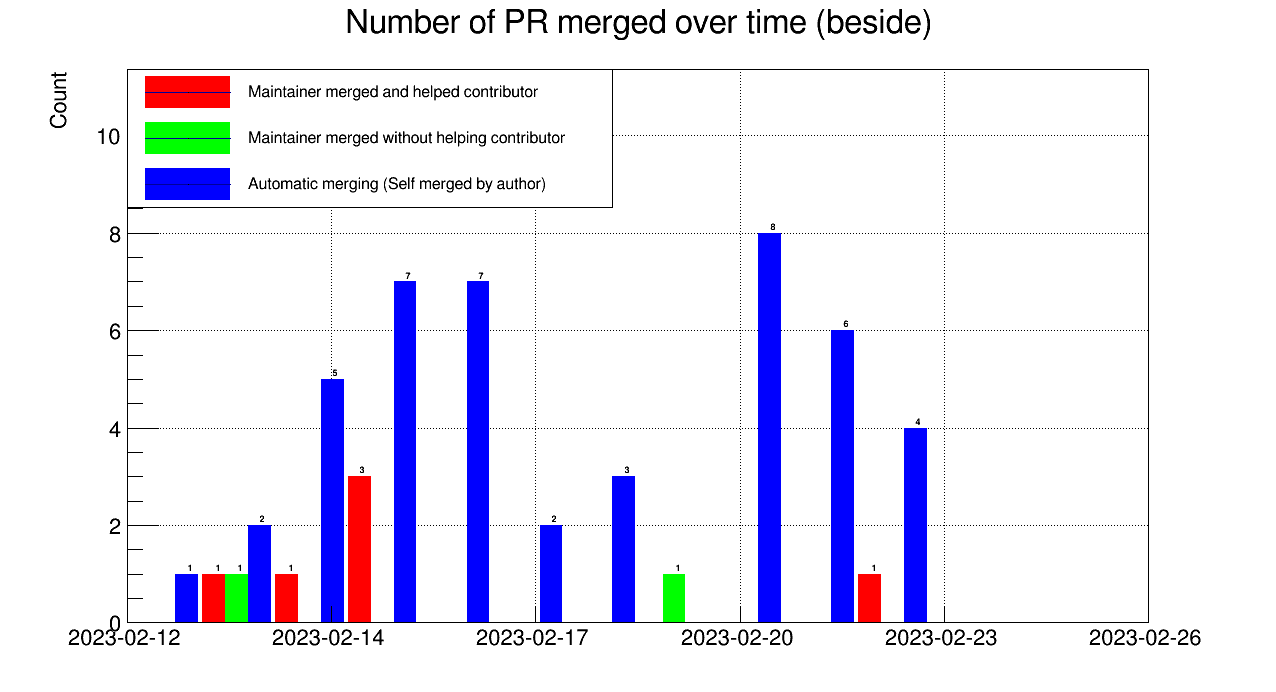 Number of PR merged over time (beside)
Count
Maintainer merged and helped contributor
Maintainer merged without helping contributor
Automatic merging (Self merged by author)
10
8
6
4
2
0
1 1 1 2 1 5 3 7 7 2 3 1 8 6 1 4
2023-02-12 2023-02-14 2023-02-17 2023-02-20 2023-02-23 2023-02-26